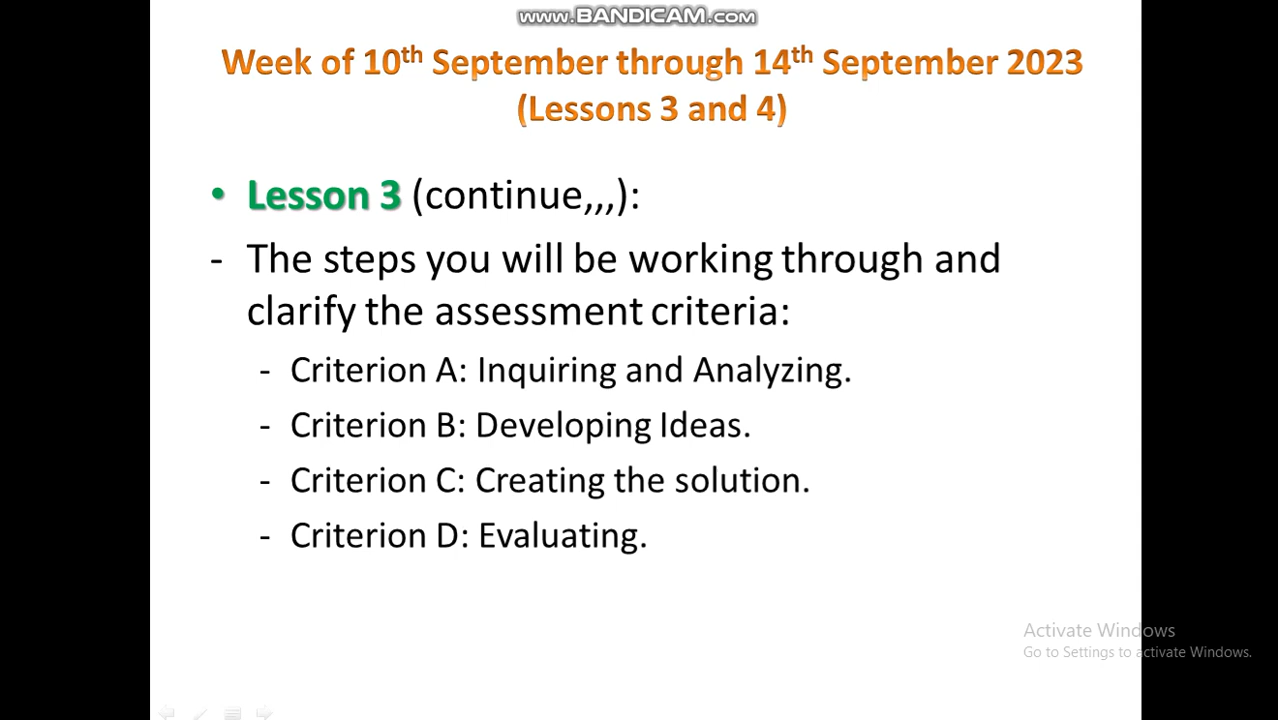 www.BANDICAM.com
Week of 10th September through 14th September 2023
(Lessons 3 and 4)
• Lesson 3 (continue,,,):
- The steps you will be working through and
clarify the assessment criteria:
- Criterion A: Inquiring and Analyzing.
- Criterion B: Developing Ideas.
- Criterion C: Creating the solution.
- Criterion D: Evaluating.
Activate Windows
Go to Settings to activate Windows.